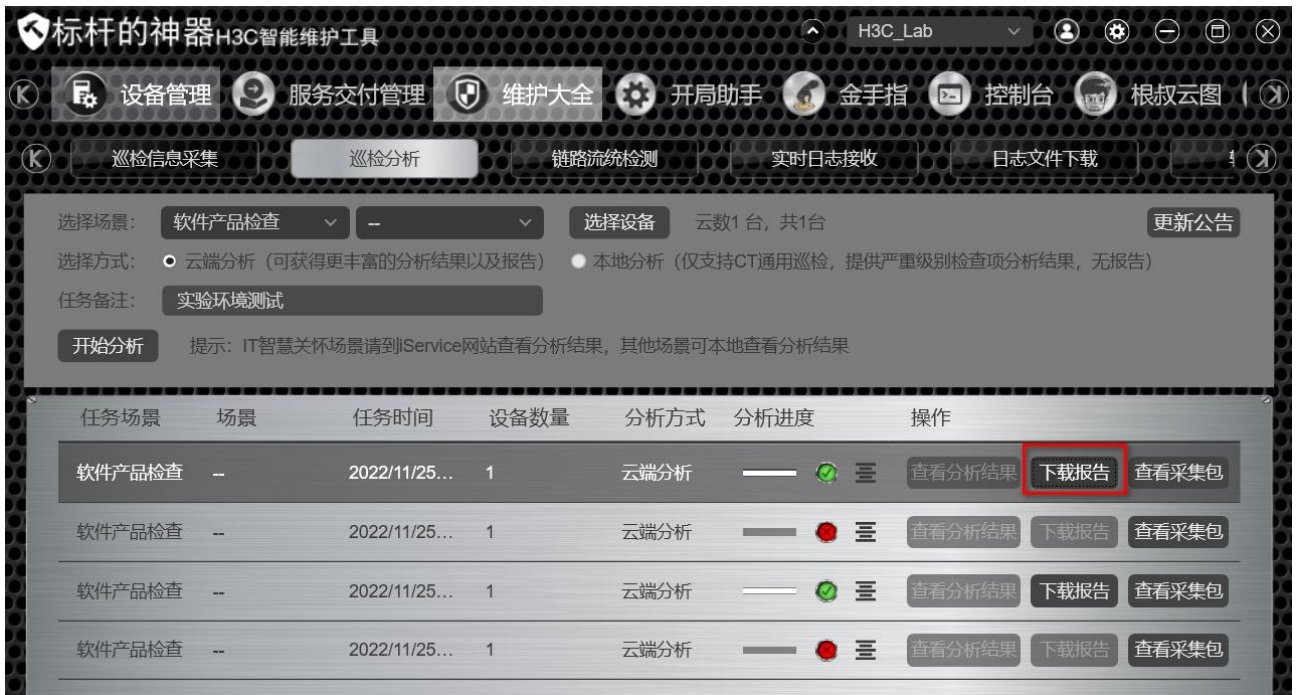 标杆的神器H3C智能维护工具 H3C_Lab
设备管理 服务交付管理 维护大全 开局助手 金手指 控制台 根叔云图
巡检信息采集 巡检分析 链路流统检测 实时日志接收 日志文件下载
选择场景: 软件产品检查 -- 选择设备 云数1 台,共1台 更新公告
选择方式: 云端分析(可获得更丰富的分析结果以及报告) 本地分析(仅支持CT通用巡检,提供严重级别检查项分析结果,无报告)
任务备注: 实验环境测试
开始分析 提示:IT智慧关怀场景请到iService网站查看分析结果,其他场景可本地查看分析结果
任务场景 场景 任务时间 设备数量 分析方式 分析进度 操作
软件产品检查 -- 2022/11/25... 1 云端分析 查看分析结果 下载报告 查看采集包
软件产品检查 -- 2022/11/25... 1 云端分析 查看分析结果 下载报告 查看采集包
软件产品检查 -- 2022/11/25... 1 云端分析 查看分析结果 下载报告 查看采集包
软件产品检查 -- 2022/11/25... 1 云端分析 查看分析结果 下载报告 查看采集包